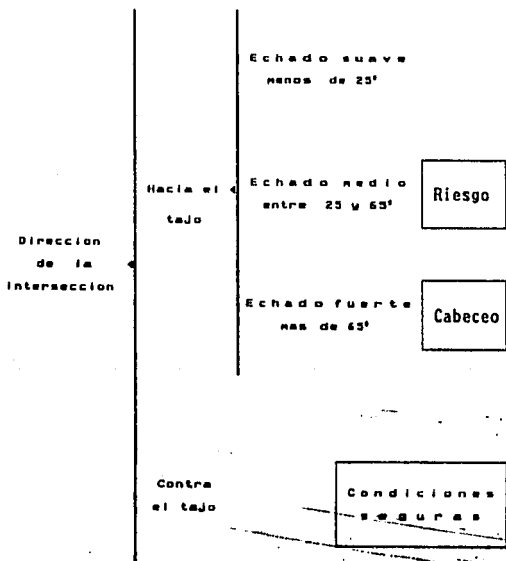 Echado suave
menos de 25°
Hacia el
tajo
Echado medio
entre 25 y 65°
Riesgo
Direccion
de la
interseccion
Echado fuerte
mas de 65°
Cabeceo
Contra
el tajo
Condiciones
seguras